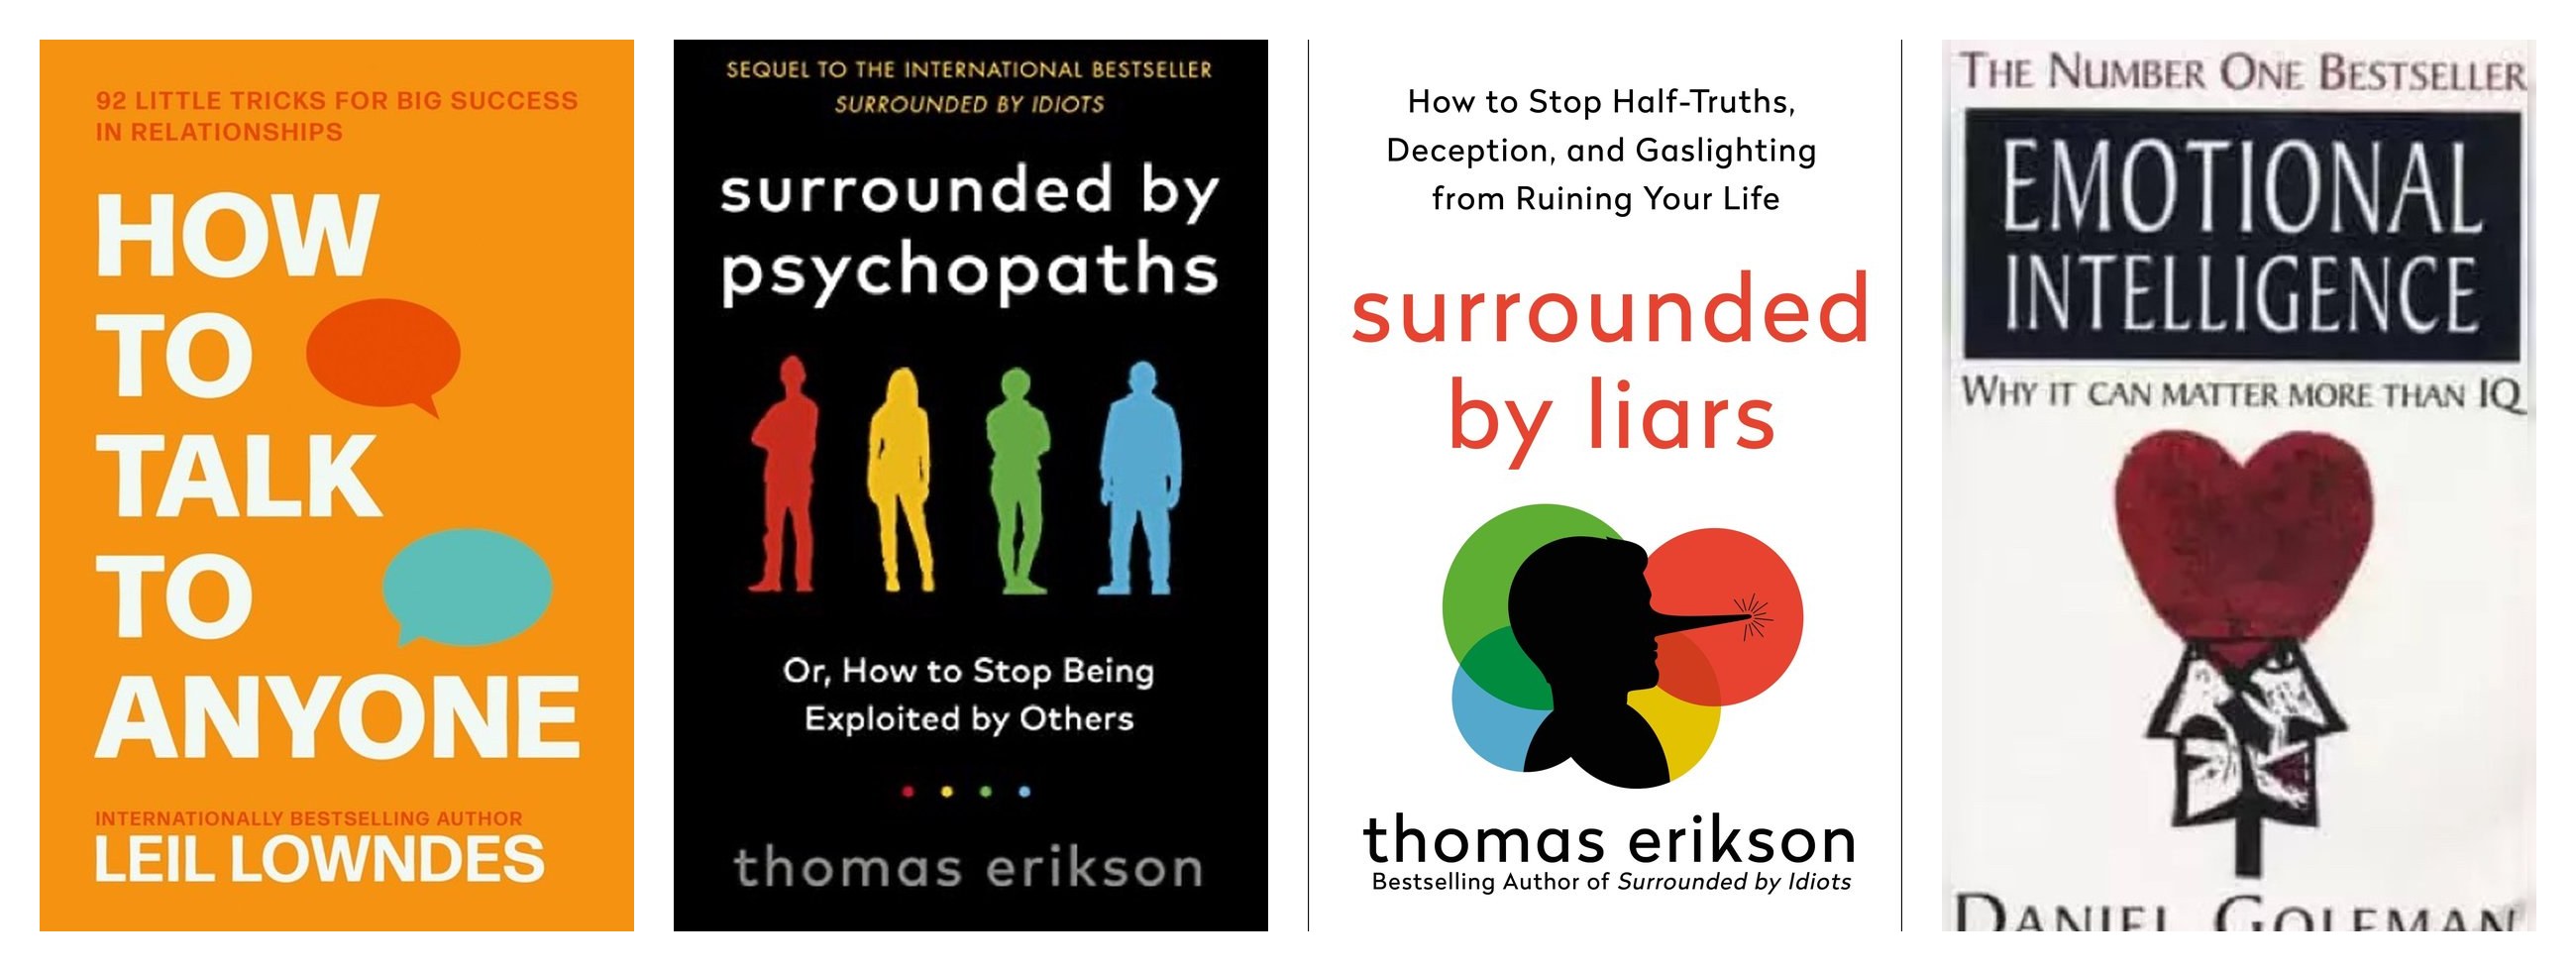 92 LITTLE TRICKS FOR BIG SUCCESS
IN RELATIONSHIPS
HOW
TO
TALK
TO
ANYONE
INTERNATIONALLY BESTSELLING AUTHOR
LEIL LOWNDES
SEQUEL TO THE INTERNATIONAL BESTSELLER
SURROUNDED BY IDIOTS
surrounded by
psychopaths
Or, How to Stop Being
Exploited by Others
thomas erikson
How to Stop Half-Truths,
Deception, and Gaslighting
from Ruining Your Life
surrounded
by liars
thomas erikson
Bestselling Author of Surrounded by Idiots
THE NUMBER ONE BESTSELLER
EMOTIONAL
INTELLIGENCE
WHY IT CAN MATTER MORE THAN IQ
DANIEL GOLEMAN